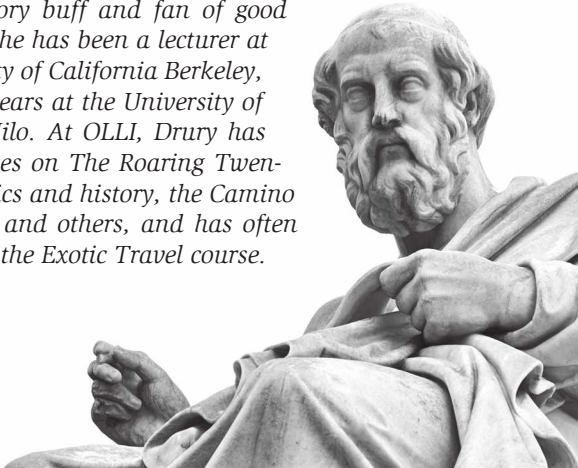 ory buff and fan of good
he has been a lecturer at
ty of California Berkeley,
ears at the University of
ilo. At OLLI, Drury has
es on The Roaring Twen-
ics and history, the Camino
and others, and has often
the Exotic Travel course.